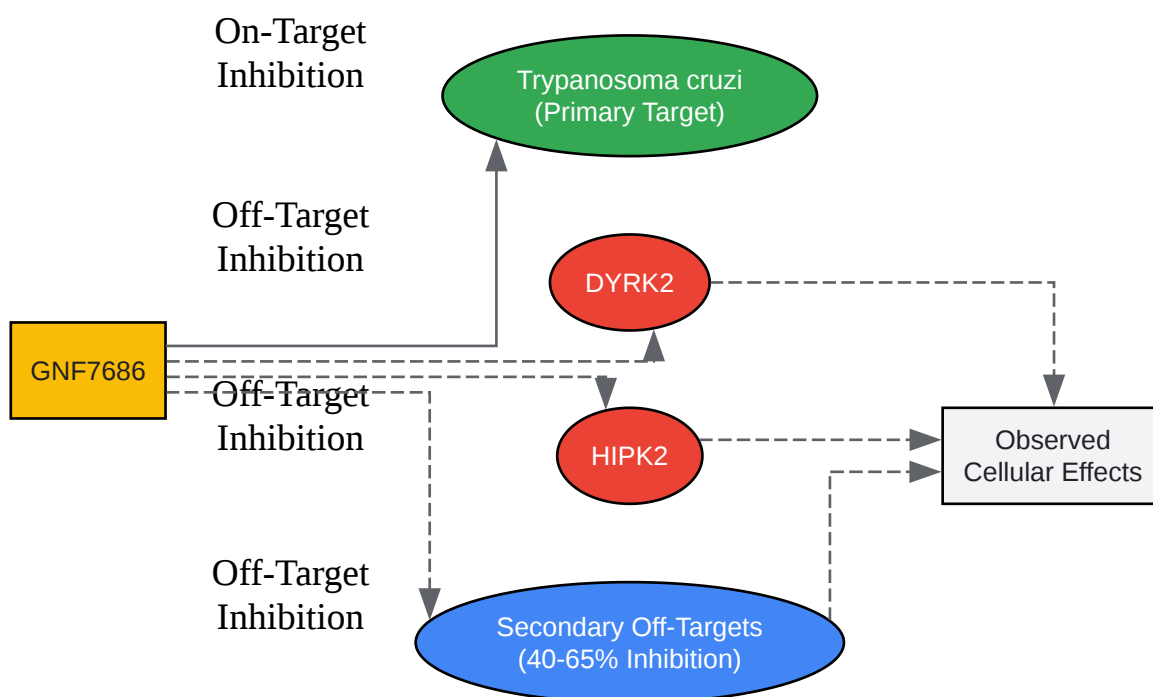 On-Target
Inhibition
Trypanosoma cruzi
(Primary Target)
Off-Target
Inhibition
DYRK2
GNF7686
Off-Target
Inhibition
HIPK2
Observed
Cellular Effects
Off-Target
Inhibition
Secondary Off-Targets
(40-65% Inhibition)